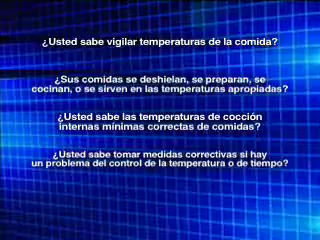 ¿Usted sabe vigilar temperaturas de la comida?
¿Sus comidas se deshielan, se preparan, se
cocinan, o se sirven en las temperaturas apropiadas?
¿Usted sabe las temperaturas de cocción
internas mínimas correctas de comidas?
¿Usted sabe tomar medidas correctivas si hay
un problema del control de la temperatura o de tiempo?